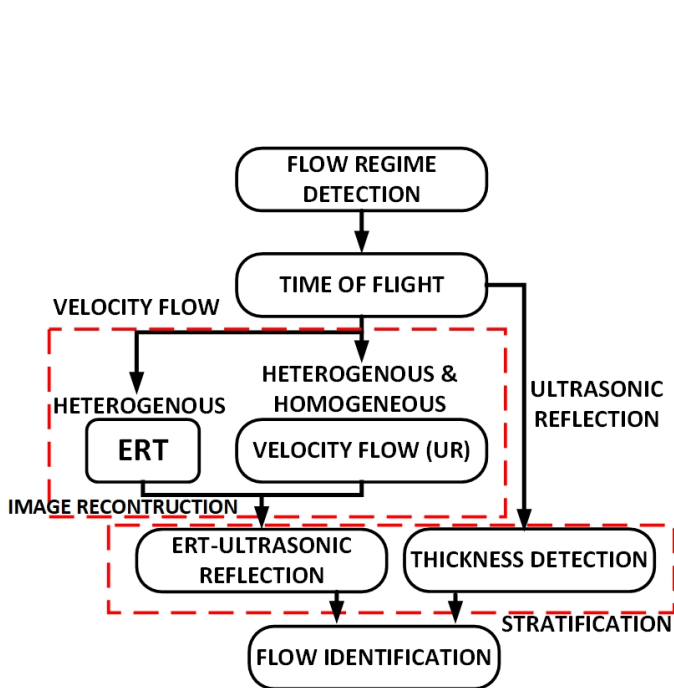 FLOW REGIME
DETECTION
TIME OF FLIGHT
VELOCITY FLOW
HETEROGENOUS &
HOMOGENEOUS
HETEROGENOUS
ULTRASONIC
REFLECTION
ERT
VELOCITY FLOW (UR)
IMAGE RECONTRUCTION
ERT-ULTRASONIC
REFLECTION
THICKNESS DETECTION
STRATIFICATION
FLOW IDENTIFICATION